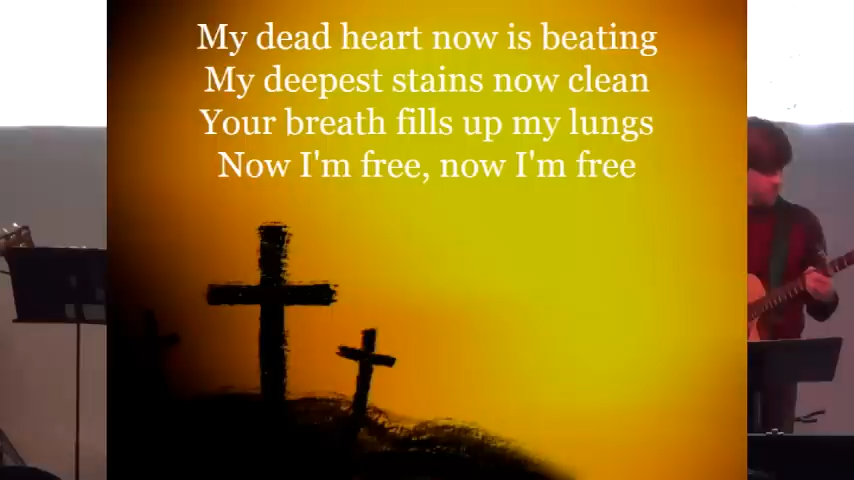 My dead heart now is beating
My deepest stains now clean
Your breath fills up my lungs
Now I'm free, now I'm free